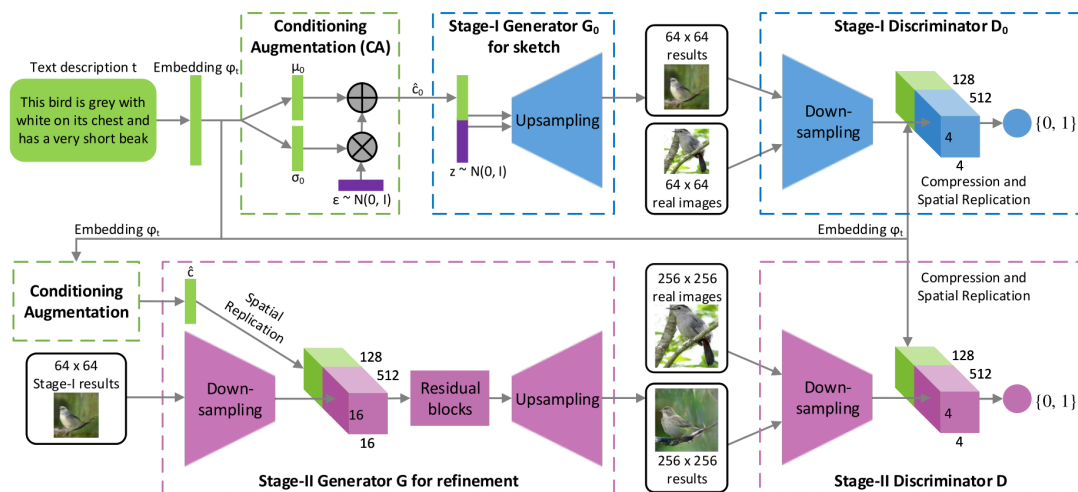 Text description t
This bird is grey with
white on its chest and
has a very short beak
Embedding φt
Conditioning
Augmentation (CA)
μ0
σ0
ε ~ N(0, I)
ĉ0
Stage-I Generator G0
for sketch
z ~ N(0, I)
Upsampling
64 x 64
results
64 x 64
real images
Stage-I Discriminator D0
Down-
sampling
128
512
4
4
{0, 1}
Compression and
Spatial Replication
Embedding φt
Embedding φt
Conditioning
Augmentation
64 x 64
Stage-I results
ĉ
Spatial
Replication
Down-
sampling
128
512
16
16
Residual
blocks
Upsampling
Stage-II Generator G for refinement
256 x 256
real images
256 x 256
results
Compression and
Spatial Replication
Down-
sampling
128
512
4
4
{0, 1}
Stage-II Discriminator D